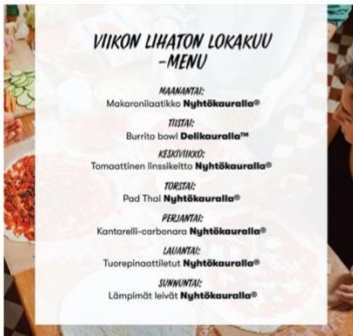 VIIKON LIHATON LOKAKUU
-MENU
MAANANTAI:
Makaronilaatikko Nyhtökauralla®
TIISTAI:
Burrito bowl Delikauralla™
KESKIVIIKKO:
Tomaattinen linssikeitto Nyhtökauralla®
TORSTAI:
Pad Thai Nyhtökauralla®
PERJANTAI:
Kantorelli-carbonara Nyhtökauralla®
LAUANTAI:
Tuorepinaattiletut Nyhtökauralla®
SUNNUNTAI:
Lämpimät leivät Nyhtökauralla®